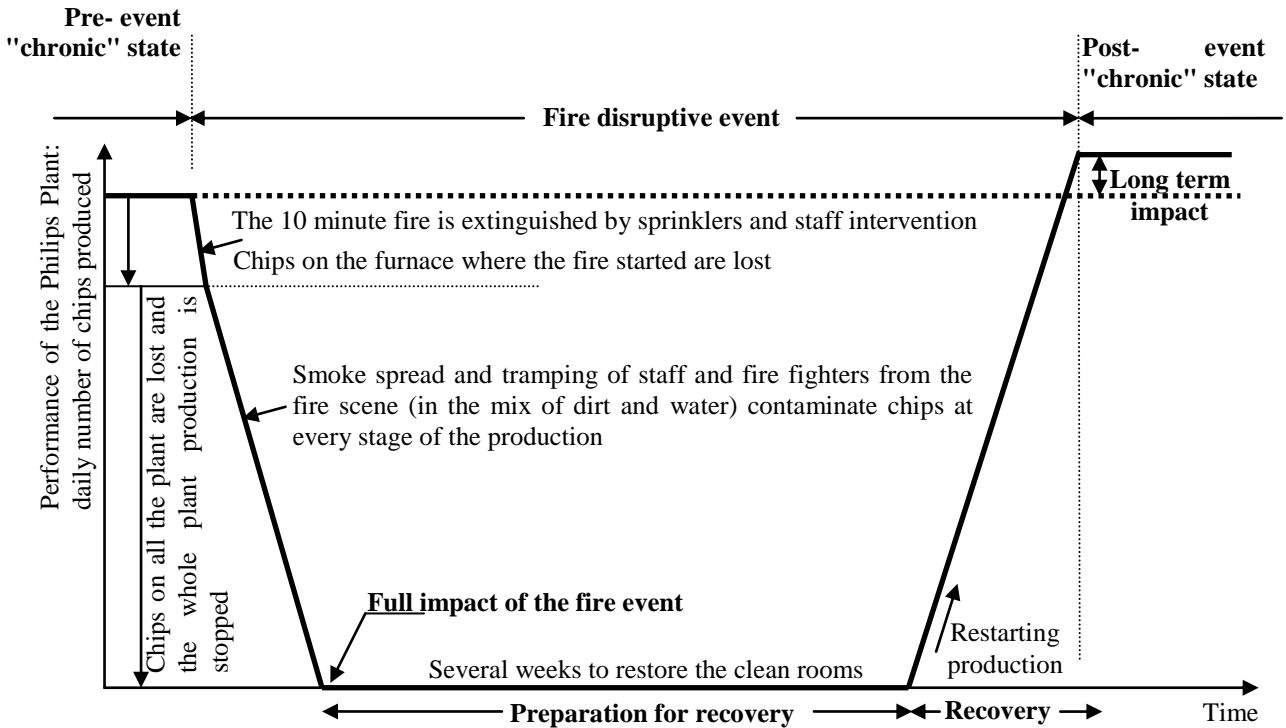 Pre- event
"chronic" state
Post- event
"chronic" state
Fire disruptive event
Performance of the Philips Plant:
daily number of chips produced
Long term
impact
The 10 minute fire is extinguished by sprinklers and staff intervention
Chips on the furnace where the fire started are lost
Chips on all the plant are lost and
the whole plant production is
stopped
Smoke spread and tramping of staff and fire fighters from the
fire scene (in the mix of dirt and water) contaminate chips at
every stage of the production
Full impact of the fire event
Several weeks to restore the clean rooms
Restarting
production
Preparation for recovery
Recovery
Time